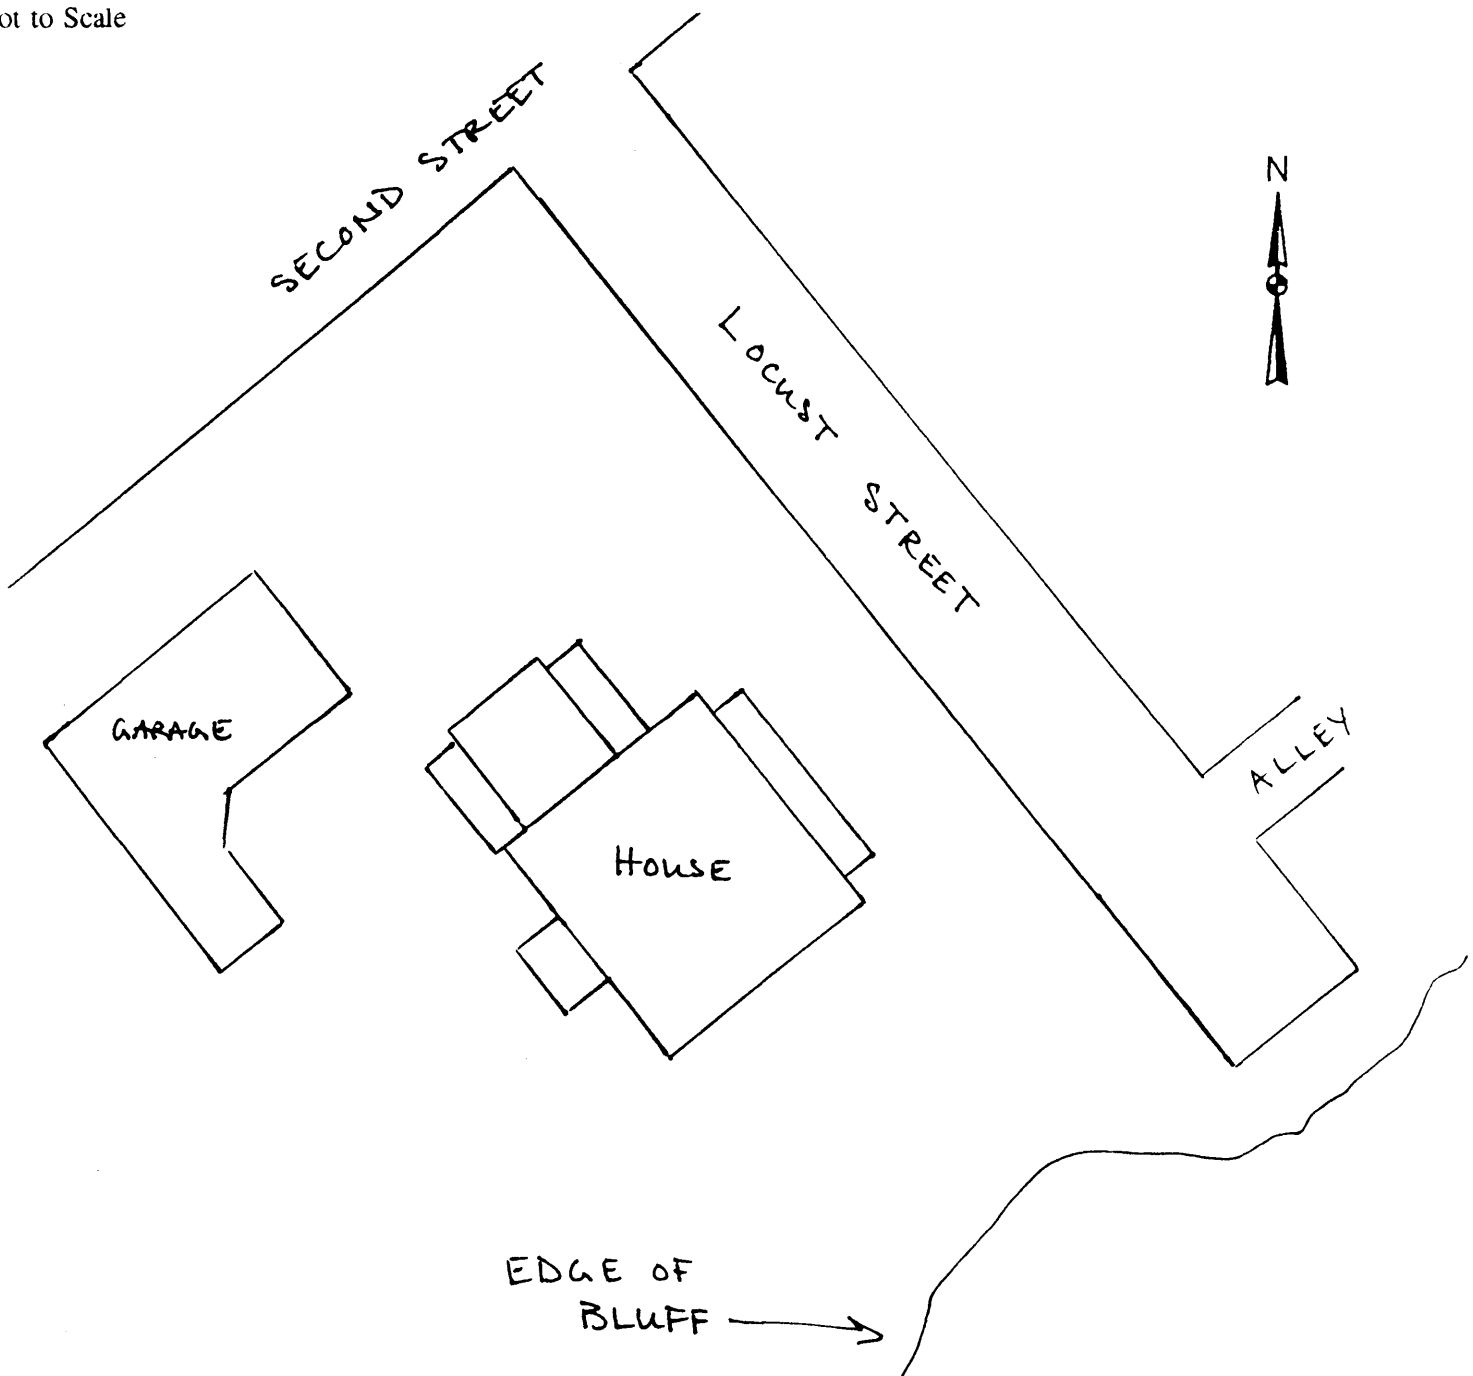 ot to Scale
SECOND STREET
N
LOCUST STREET
ALLEY
GARAGE
HOUSE
EDGE OF
BLUFF